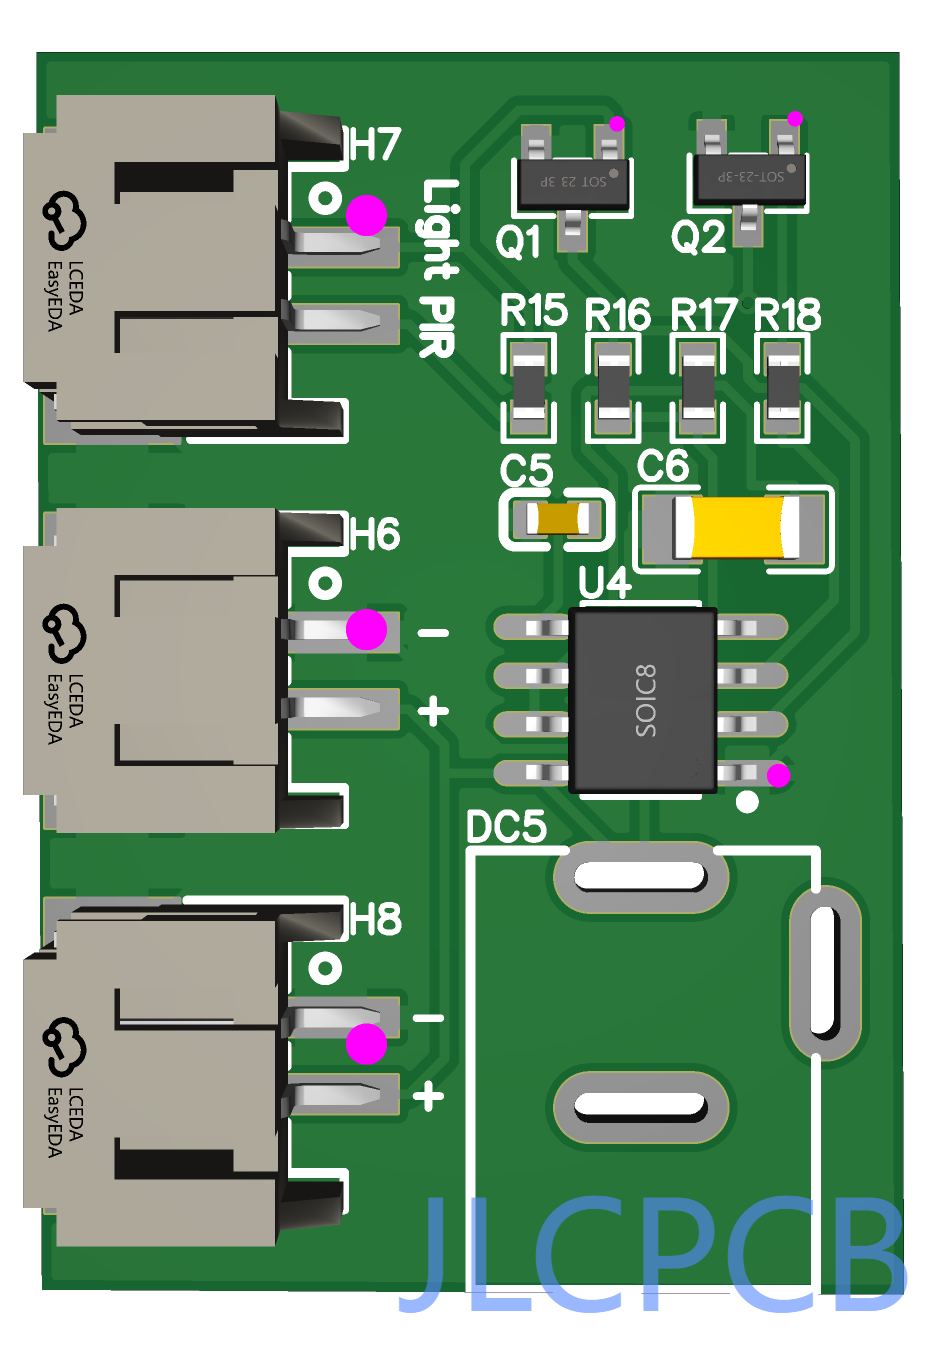 H7
Light
PIR
SOT 23 3P
SOT-23-3P
Q1
Q2
LCEDA
EasyEDA
R15
R16
R17
R18
C5
C6
H6
-
+
U4
SOIC8
LCEDA
EasyEDA
DC5
H8
-
+
LCEDA
EasyEDA
JLCPCB